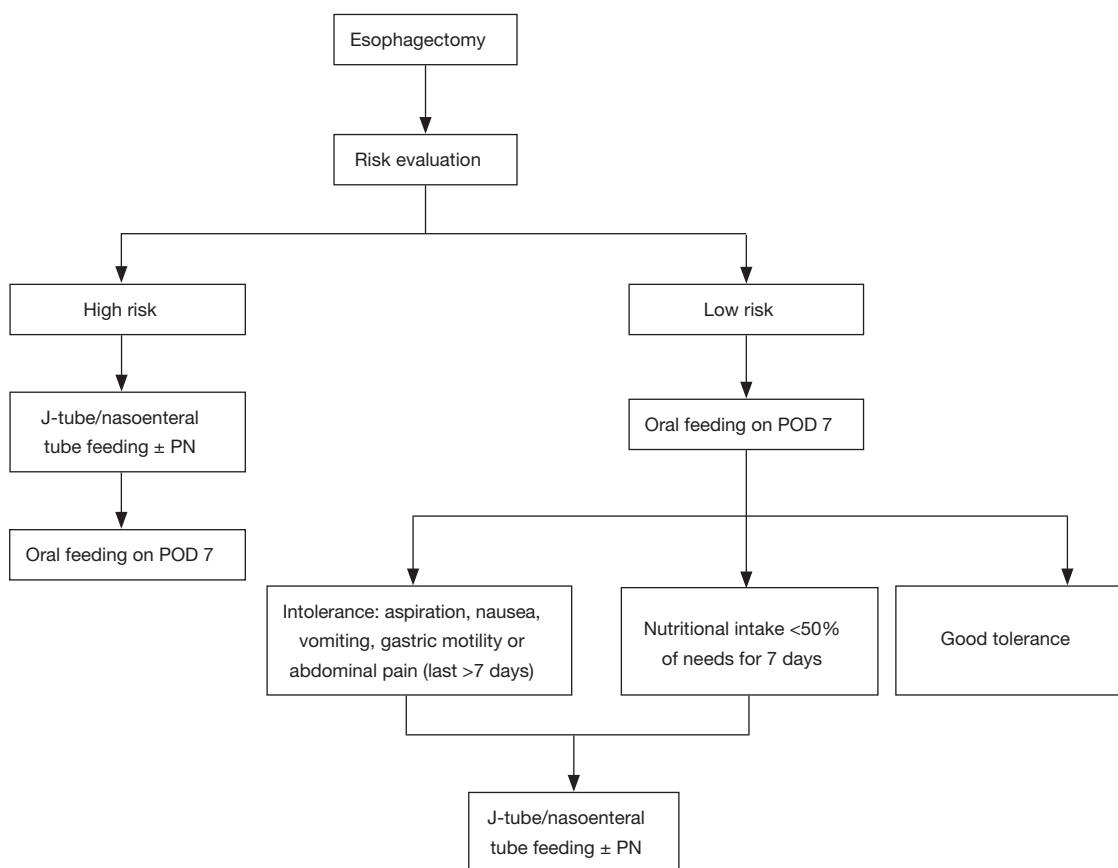 Esophagectomy
Risk evaluation
High risk
Low risk
J-tube/nasoenteral
tube feeding ± PN
Oral feeding on POD 7
Oral feeding on POD 7
Intolerance: aspiration, nausea,
vomiting, gastric motility or
abdominal pain (last >7 days)
Nutritional intake <50%
of needs for 7 days
Good tolerance
J-tube/nasoenteral
tube feeding ± PN